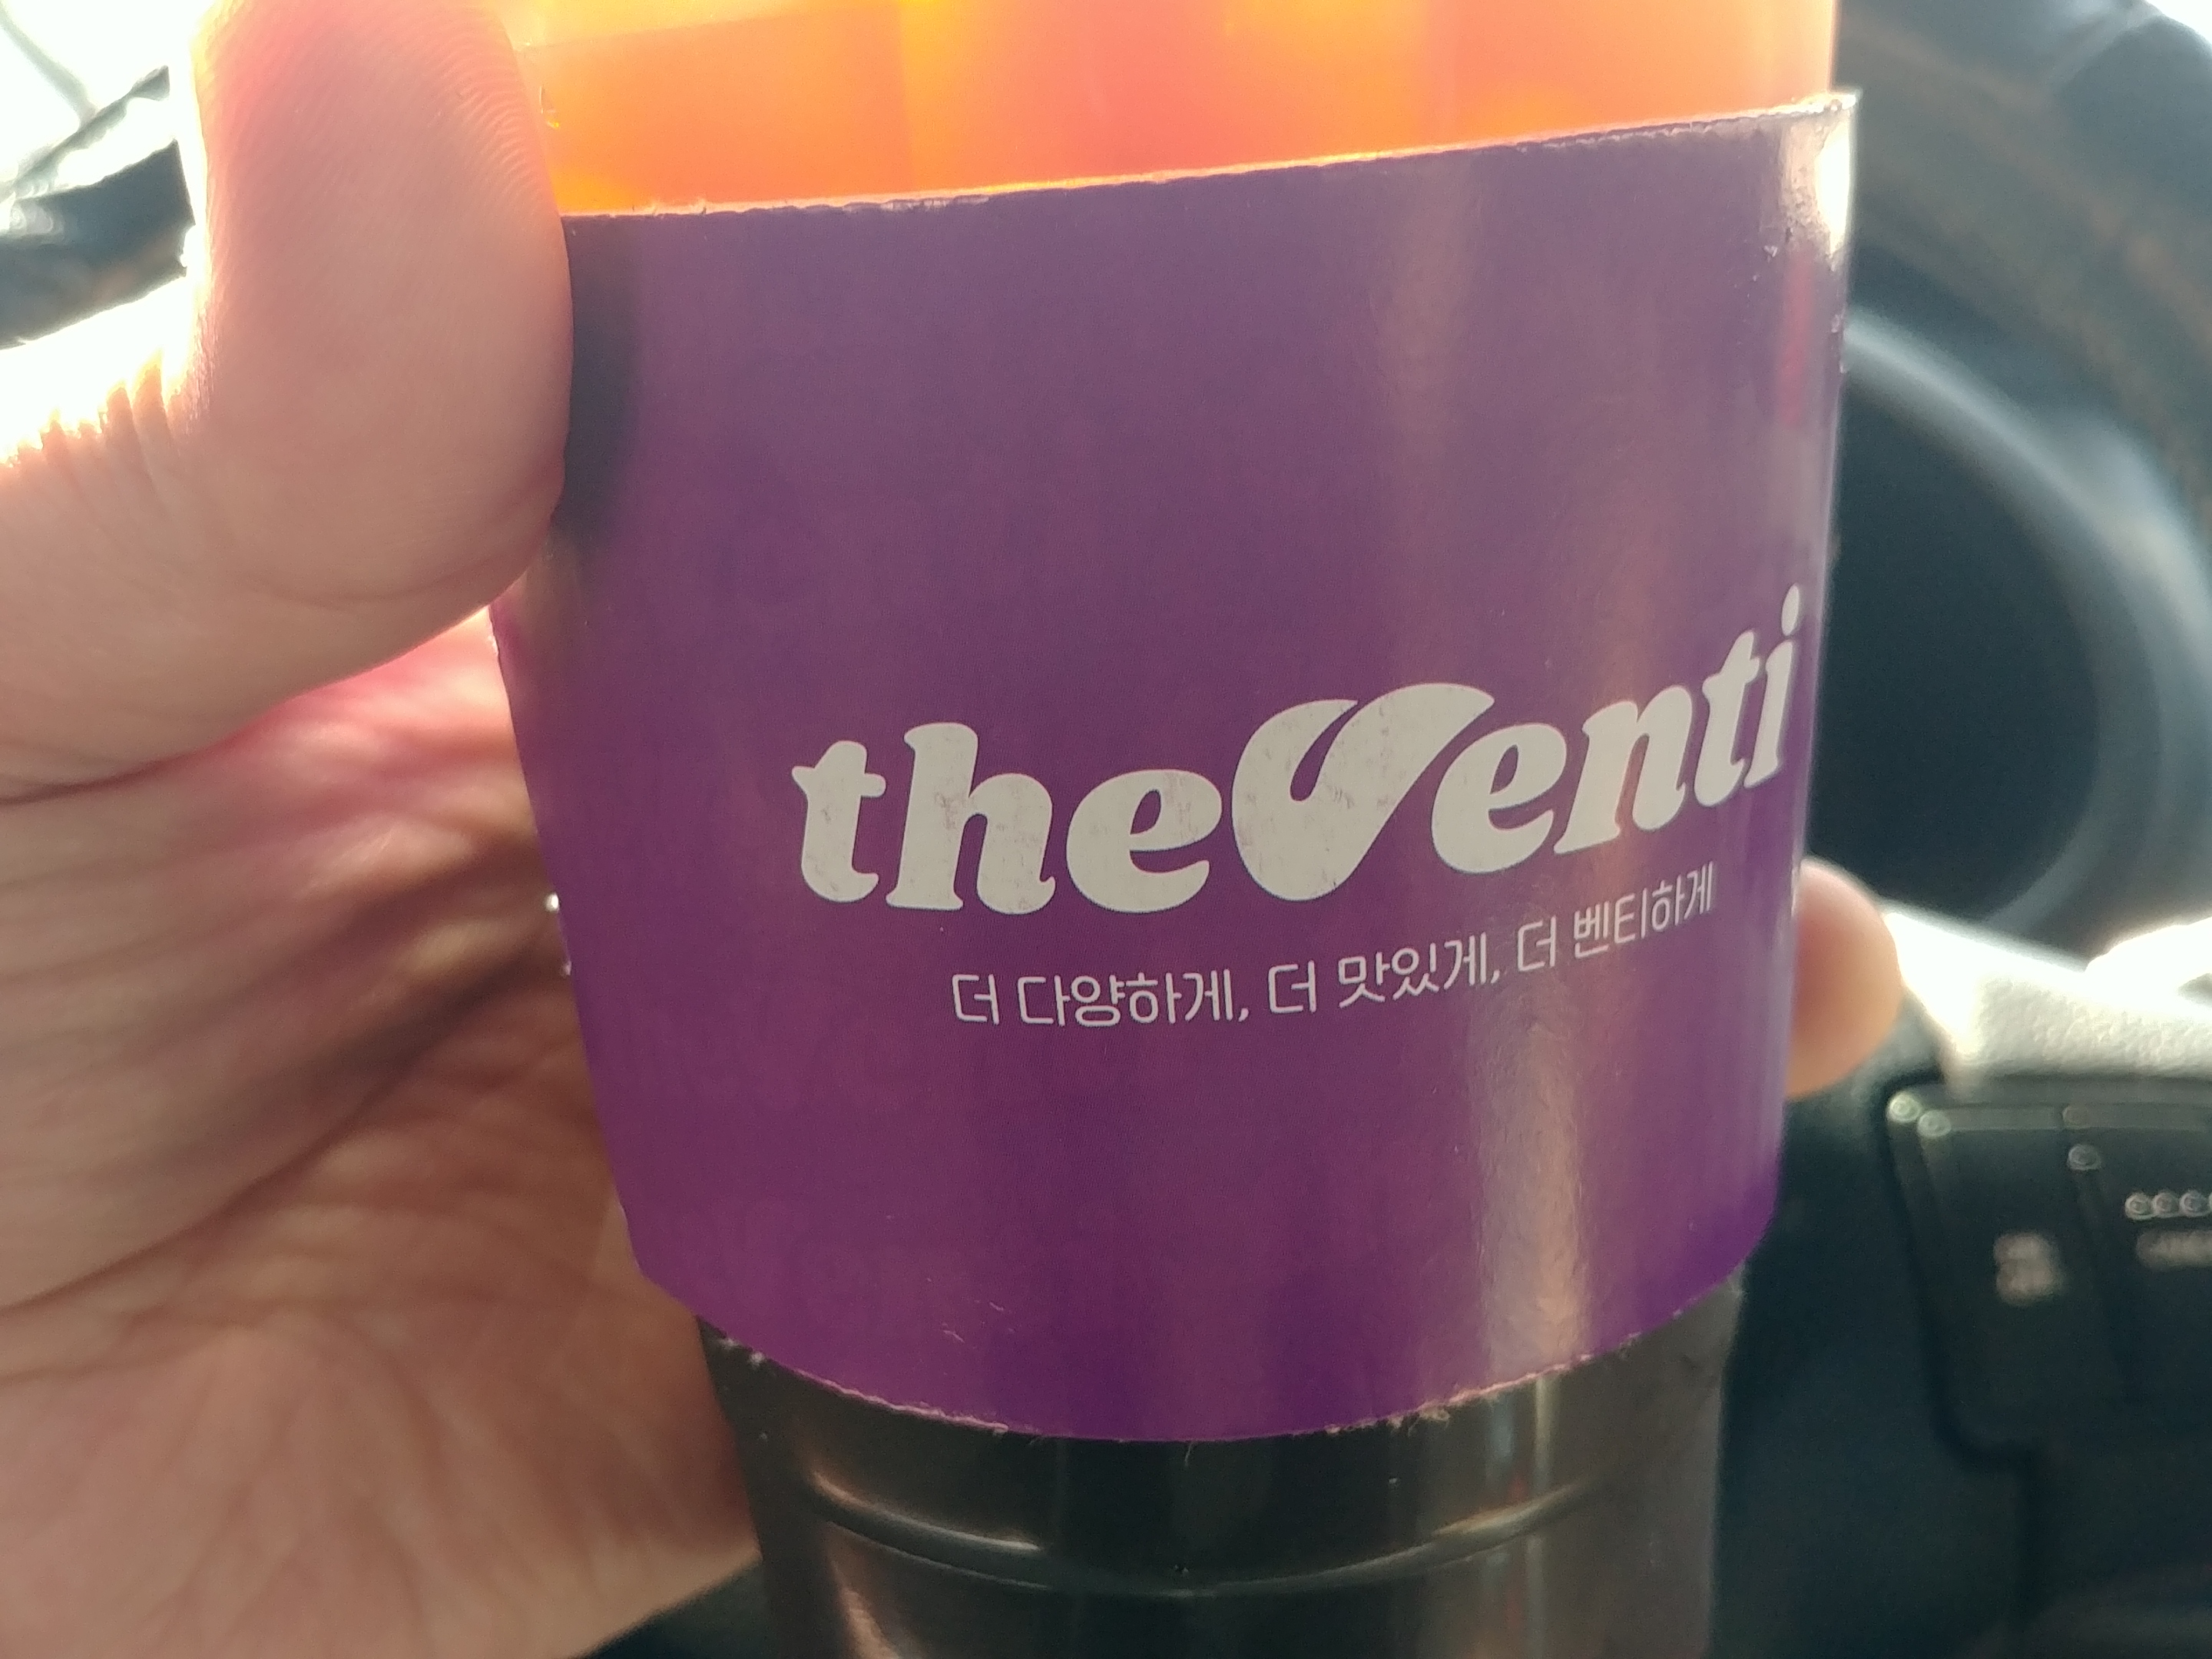 theVenti
더 다양하게, 더 맛있게, 더 벤티하게